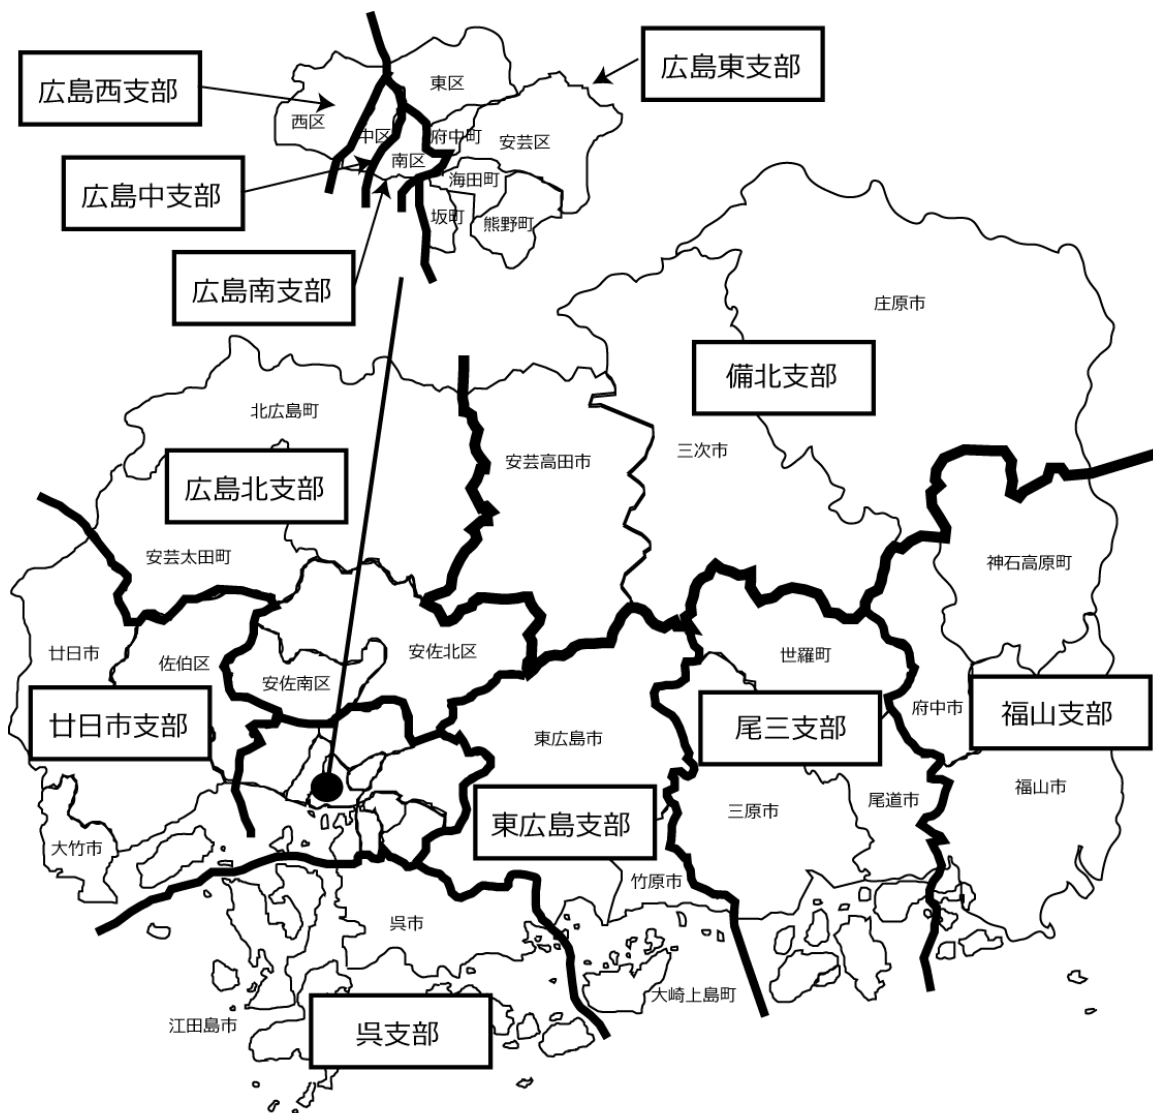 広島西支部
東区
広島東支部
西区
中区
府中町
安芸区
南区
海田町
広島中支部
坂町
熊野町
広島南支部
庄原市
備北支部
北広島町
三次市
安芸高田市
広島北支部
安芸太田町
神石高原町
廿日市
佐伯区
安佐北区
安佐南区
世羅町
廿日市支部
府中市
福山支部
尾三支部
東広島市
福山市
尾道市
三原市
東広島支部
大竹市
竹原市
呉市
大崎上島町
江田島市
呉支部